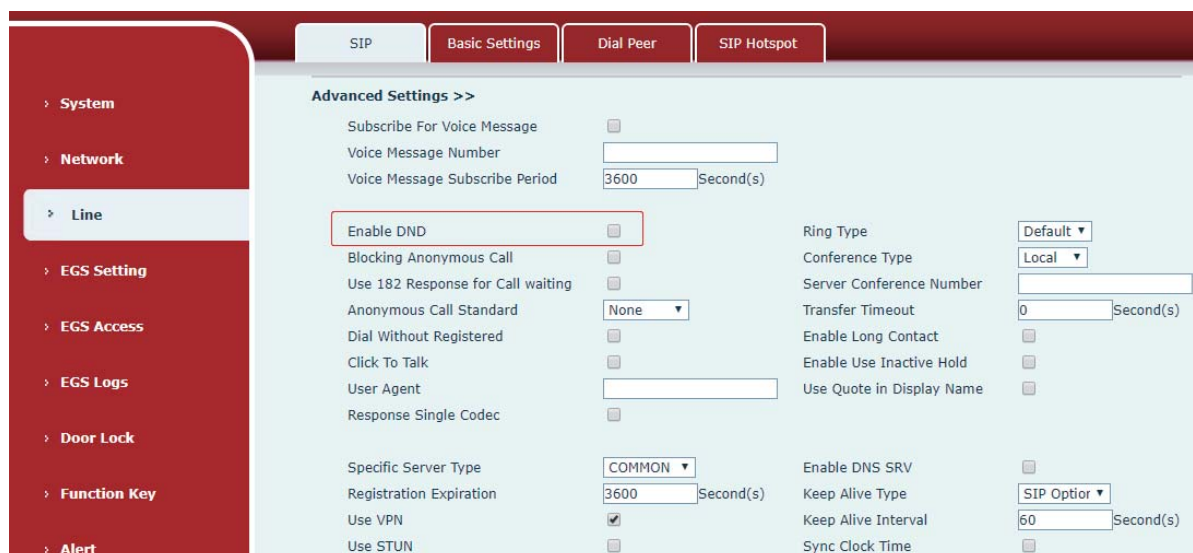 SIP Basic Settings Dial Peer SIP Hotspot
› System
› Network
› Line
› EGS Setting
› EGS Access
› EGS Logs
› Door Lock
› Function Key
› Alert
Advanced Settings >>
Subscribe For Voice Message
Voice Message Number
Voice Message Subscribe Period 3600 Second(s)
Enable DND Ring Type Default
Blocking Anonymous Call Conference Type Local
Use 182 Response for Call waiting Server Conference Number
Anonymous Call Standard None Transfer Timeout 0 Second(s)
Dial Without Registered Enable Long Contact
Click To Talk Enable Use Inactive Hold
User Agent Use Quote in Display Name
Response Single Codec
Specific Server Type COMMON Enable DNS SRV
Registration Expiration 3600 Second(s) Keep Alive Type SIP Optior
Use VPN Keep Alive Interval 60 Second(s)
Use STUN Sync Clock Time